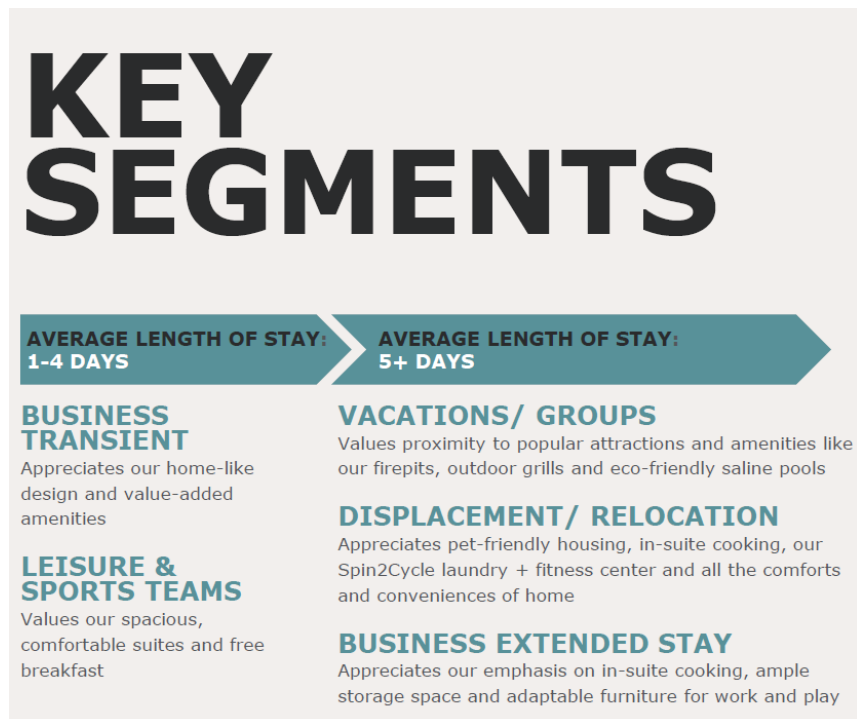 KEY
SEGMENTS
AVERAGE LENGTH OF STAY:
1-4 DAYS
BUSINESS
TRANSIENT
Appreciates our home-like
design and value-added
amenities
LEISURE &
SPORTS TEAMS
Values our spacious,
comfortable suites and free
breakfast
AVERAGE LENGTH OF STAY:
5+ DAYS
VACATIONS/ GROUPS
Values proximity to popular attractions and amenities like
our firepits, outdoor grills and eco-friendly saline pools
DISPLACEMENT/ RELOCATION
Appreciates pet-friendly housing, in-suite cooking, our
Spin2Cycle laundry + fitness center and all the comforts
and conveniences of home
BUSINESS EXTENDED STAY
Appreciates our emphasis on in-suite cooking, ample
storage space and adaptable furniture for work and play